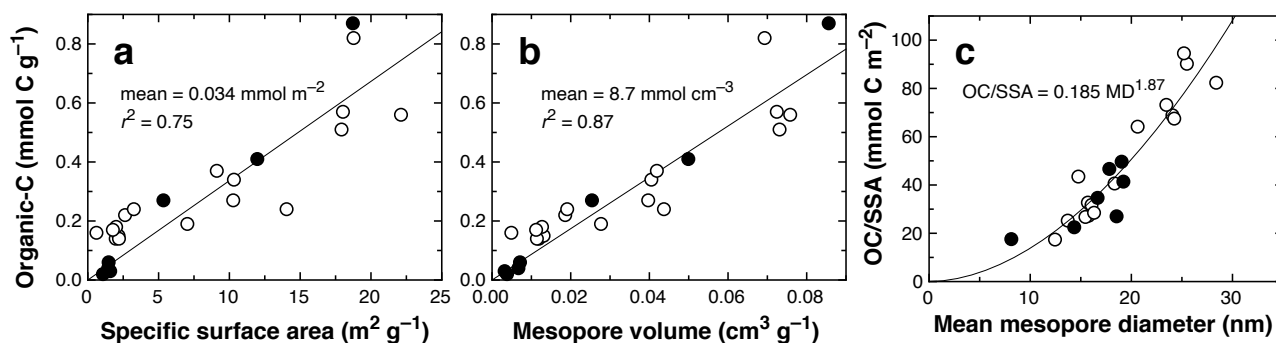 a
mean = 0.034 mmol m⁻²
r² = 0.75
Organic-C (mmol C g⁻¹)
0.8
0.6
0.4
0.2
0.0
0 5 10 15 20 25
Specific surface area (m² g⁻¹)
b
mean = 8.7 mmol cm⁻³
r² = 0.87
0.8
0.6
0.4
0.2
0.0
0.00 0.02 0.04 0.06 0.08
Mesopore volume (cm³ g⁻¹)
c
OC/SSA = 0.185 MD¹·⁸⁷
OC/SSA (mmol C m⁻²)
100
80
60
40
20
0
0 10 20 30
Mean mesopore diameter (nm)